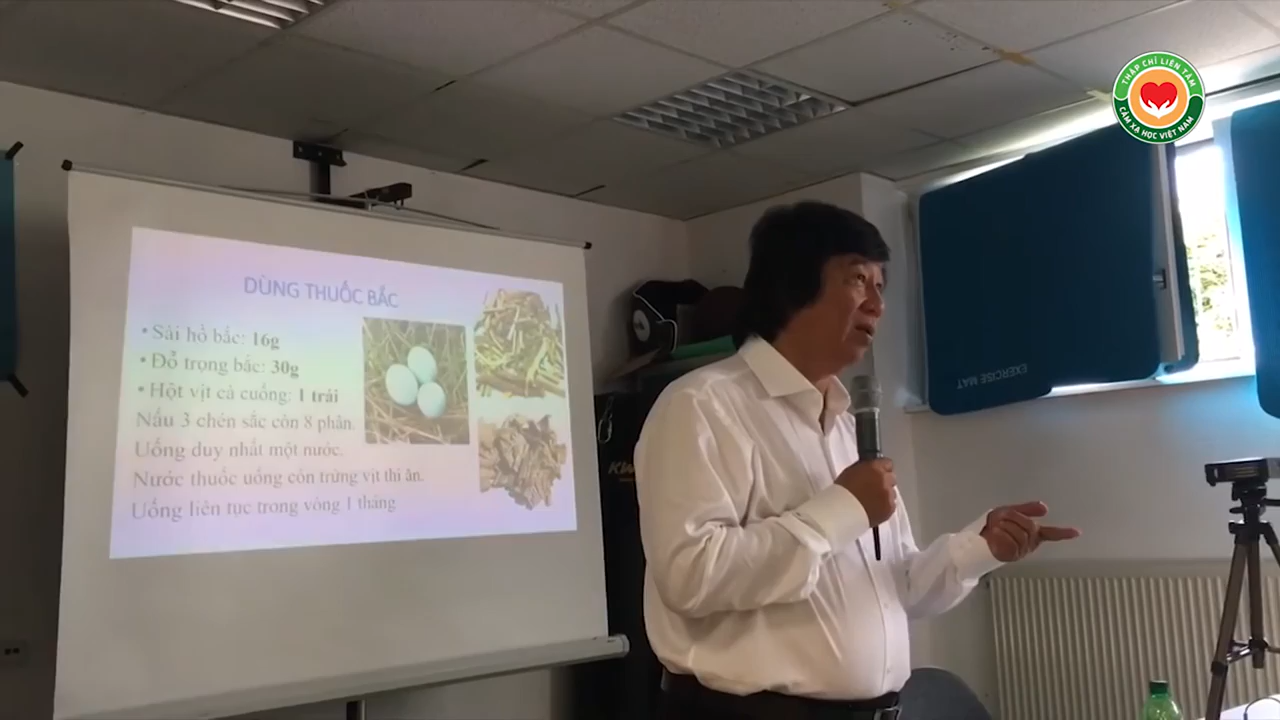 THẬP CHỈ LIÊN TÂM
CẢM XẠ HỌC VIỆT NAM
DÙNG THUỐC BẮC
• Sài hồ bắc: 16g
• Đỗ trọng bắc: 30g
• Hột vịt cà cuống: 1 trái
Nấu 3 chén sắc còn 8 phân.
Uống duy nhất một nước.
Nước thuốc uống còn trứng vịt thì ăn.
Uống liên tục trong vòng 1 tháng
EXERCISE MAT